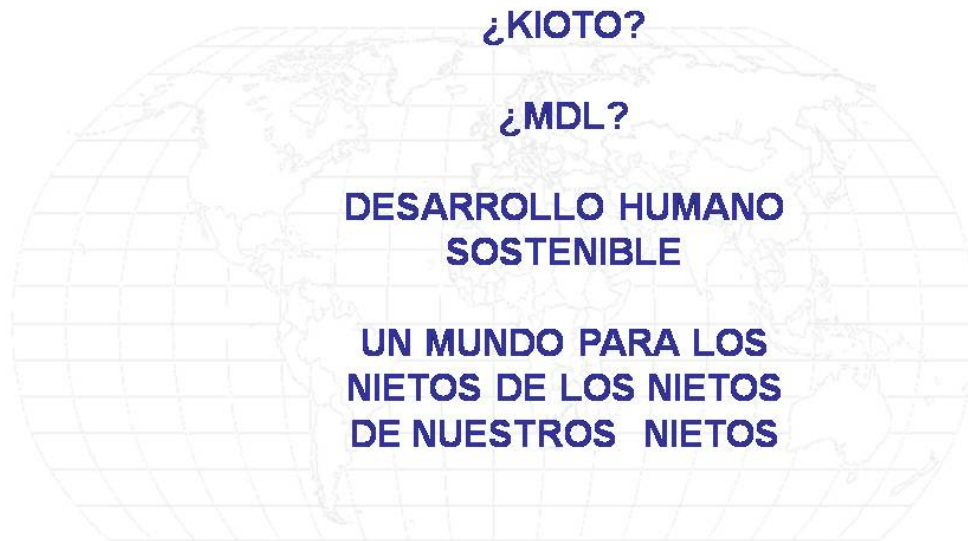 ¿KIOTO?
¿MDL?
DESARROLLO HUMANO
SOSTENIBLE
UN MUNDO PARA LOS
NIETOS DE LOS NIETOS
DE NUESTROS NIETOS